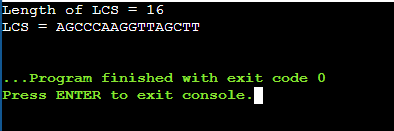 Length of LCS = 16
LCS = AGCCCAAGGTTAGCTT
...Program finished with exit code 0
Press ENTER to exit console.